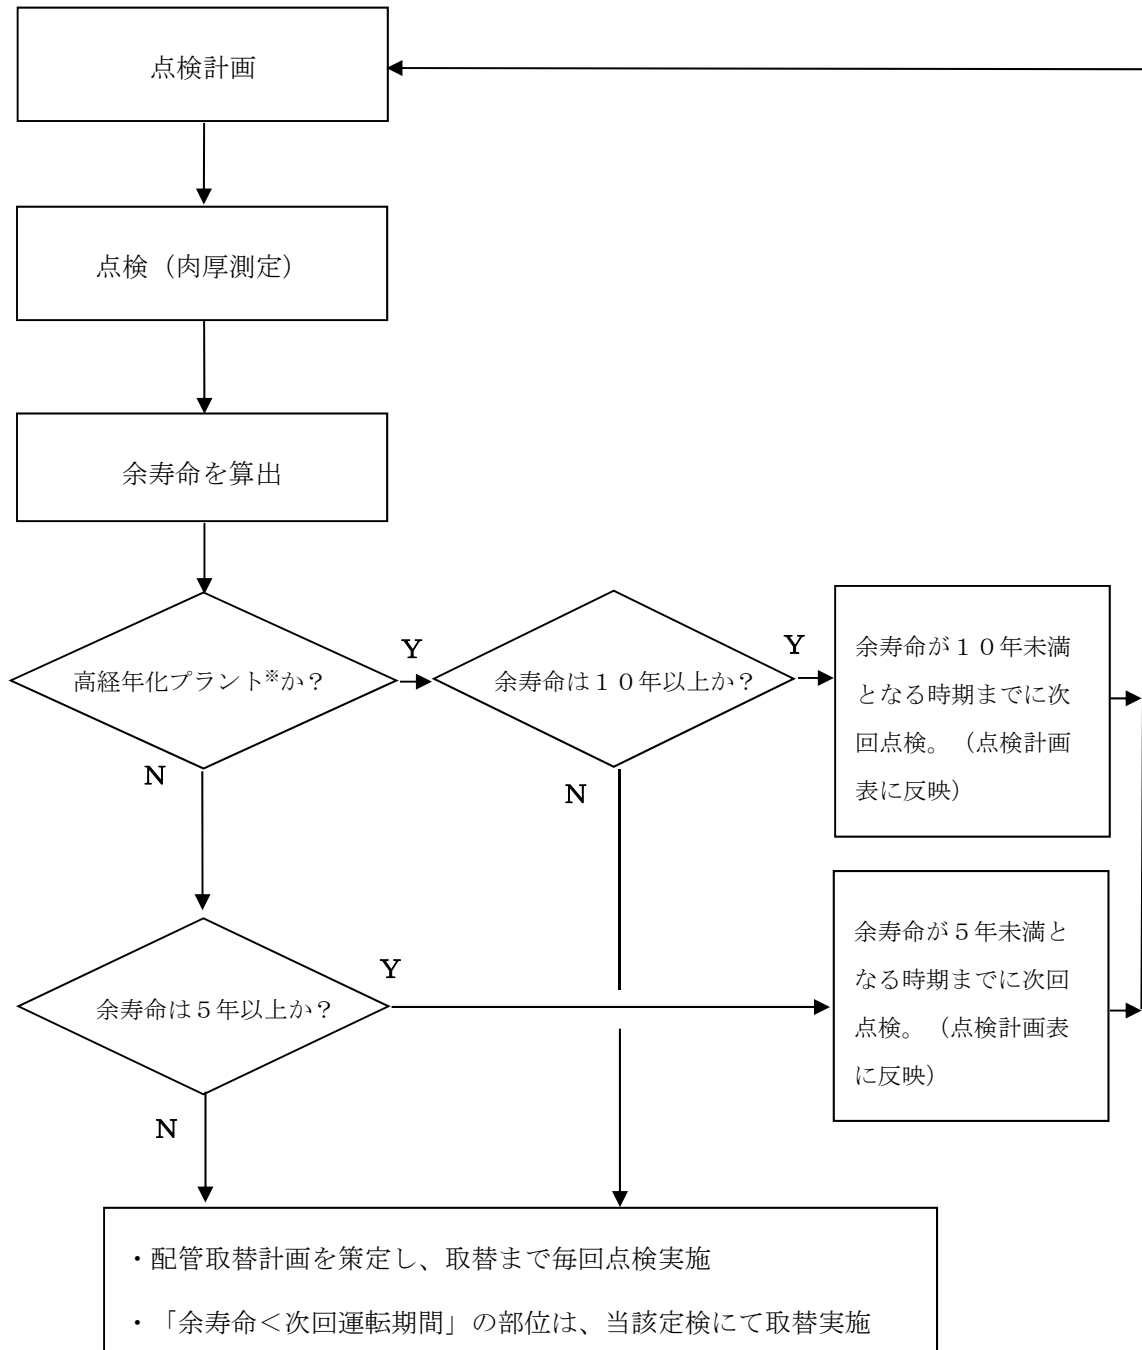 点検計画
点検（肉厚測定）
余寿命を算出
高経年化プラント※か？
Y
余寿命は１０年以上か？
Y
余寿命が１０年未満
となる時期までに次
回点検。（点検計画
表に反映）
N
N
余寿命は５年以上か？
Y
余寿命が５年未満と
なる時期までに次回
点検。（点検計画表
に反映）
N
・配管取替計画を策定し、取替まで毎回点検実施
・「余寿命＜次回運転期間」の部位は、当該定検にて取替実施